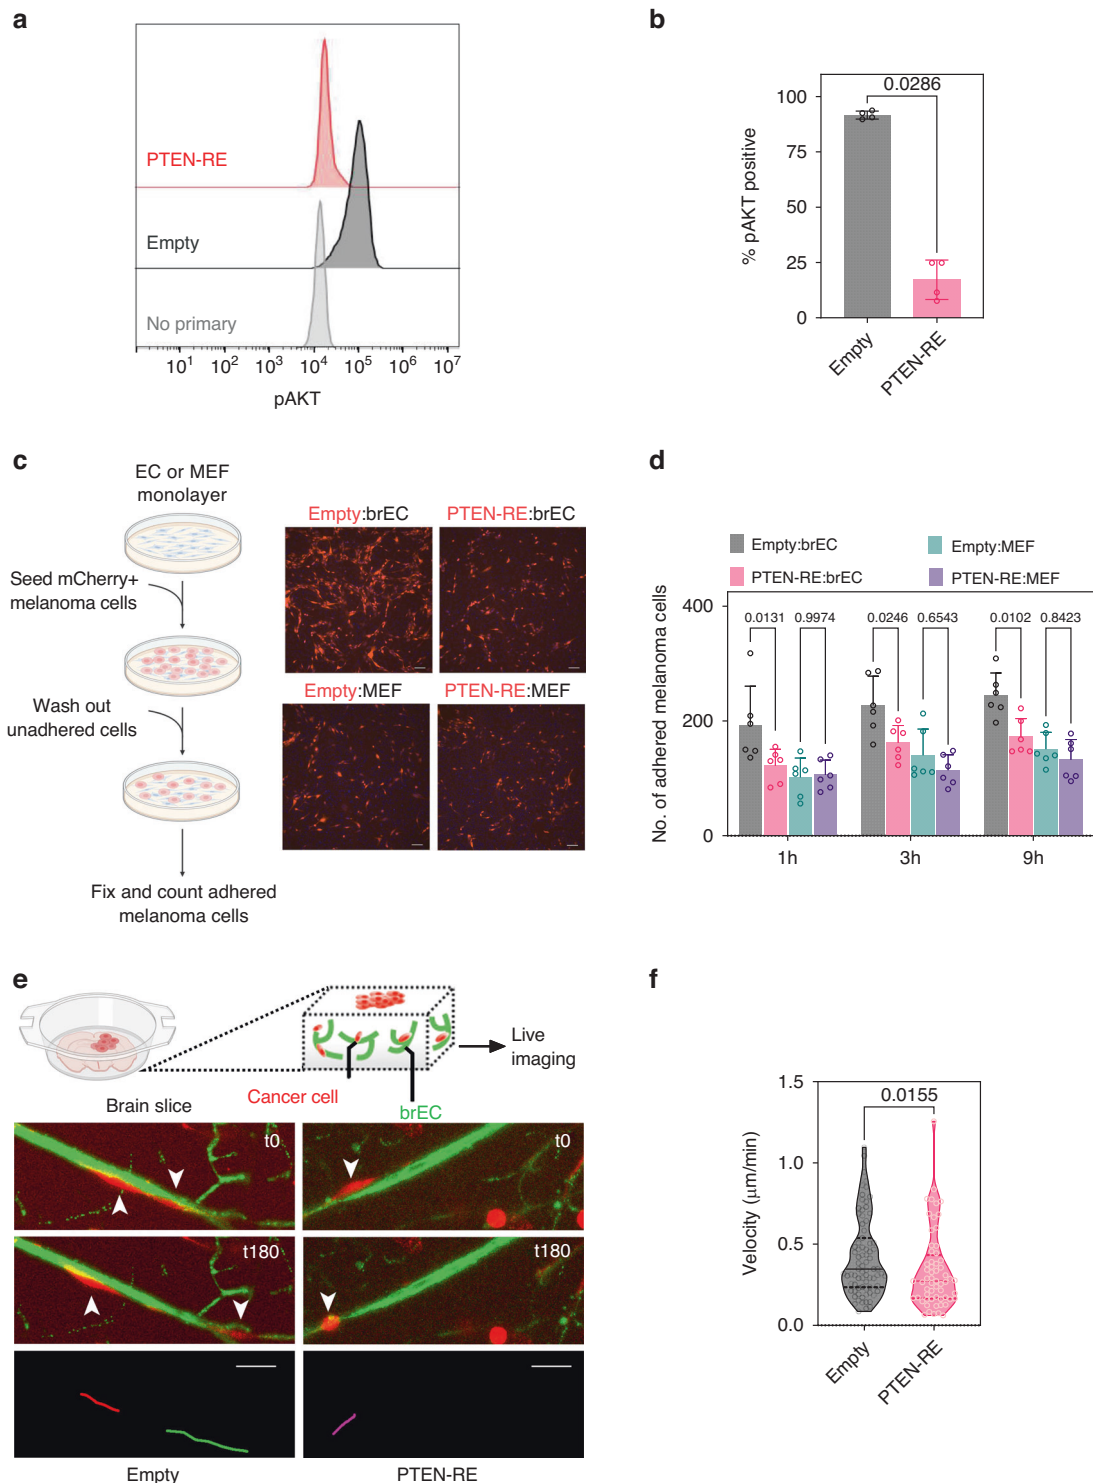 a
PTEN-RE
Empty
No primary
10¹ 10² 10³ 10⁴ 10⁵ 10⁶ 10⁷
pAKT
b
0.0286
100
75
50
25
0
% pAKT positive
Empty
PTEN-RE
c
EC or MEF
monolayer
Seed mCherry+
melanoma cells
Wash out
unadhered cells
Fix and count adhered
melanoma cells
Empty:brEC
PTEN-RE:brEC
Empty:MEF
PTEN-RE:MEF
d
Empty:brEC
Empty:MEF
PTEN-RE:brEC
PTEN-RE:MEF
No. of adhered melanoma cells
400
200
0
0.0131
0.9974
0.0246
0.6543
0.0102
0.8423
1h
3h
9h
e
Live
imaging
Cancer cell
Brain slice
brEC
t0
t0
t180
t180
Empty
PTEN-RE
f
0.0155
1.5
1.0
0.5
0.0
Velocity (μm/min)
Empty
PTEN-RE